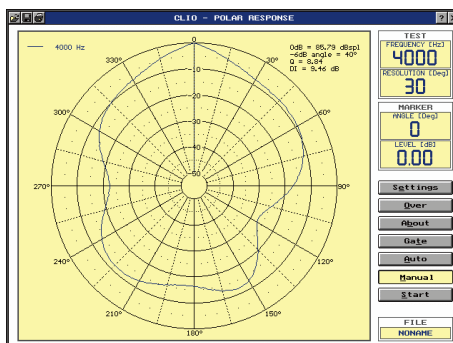 CLIO - POLAR RESPONSE
?
4000 Hz
0dB = 85.79 dBspl
-6dB angle = 40°
Q = 8.84
DI = 9.46 dB
0
330°
30°
-10
300°
60°
-20
-30
-40
-50
270°
90°
240°
120°
210°
150°
180°
TEST
FREQUENCY [Hz]
4000
RESOLUTION [Deg]
30
MARKER
ANGLE [Deg]
0
LEVEL [dB]
0.00
Settings
Over
About
Gate
Auto
Manual
Start
FILE
NONAME